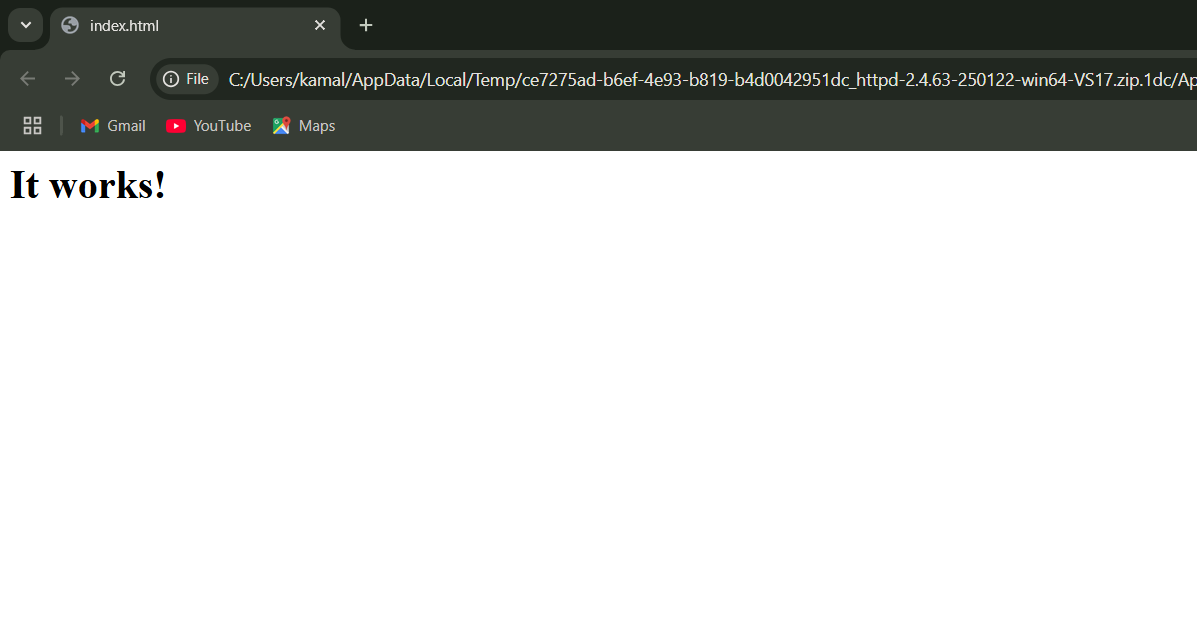 index.html
File C:/Users/kamal/AppData/Local/Temp/ce7275ad-b6ef-4e93-b819-b4d0042951dc_httpd-2.4.63-250122-win64-VS17.zip.1dc/Ap
Gmail YouTube Maps
It works!